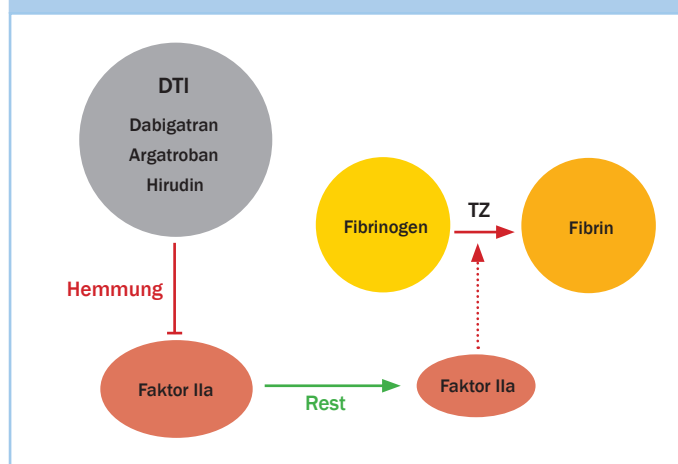 DTI
Dabigatran
Argatroban
Hirudin
TZ
Fibrinogen
Fibrin
Hemmung
Faktor IIa
Rest
Faktor IIa